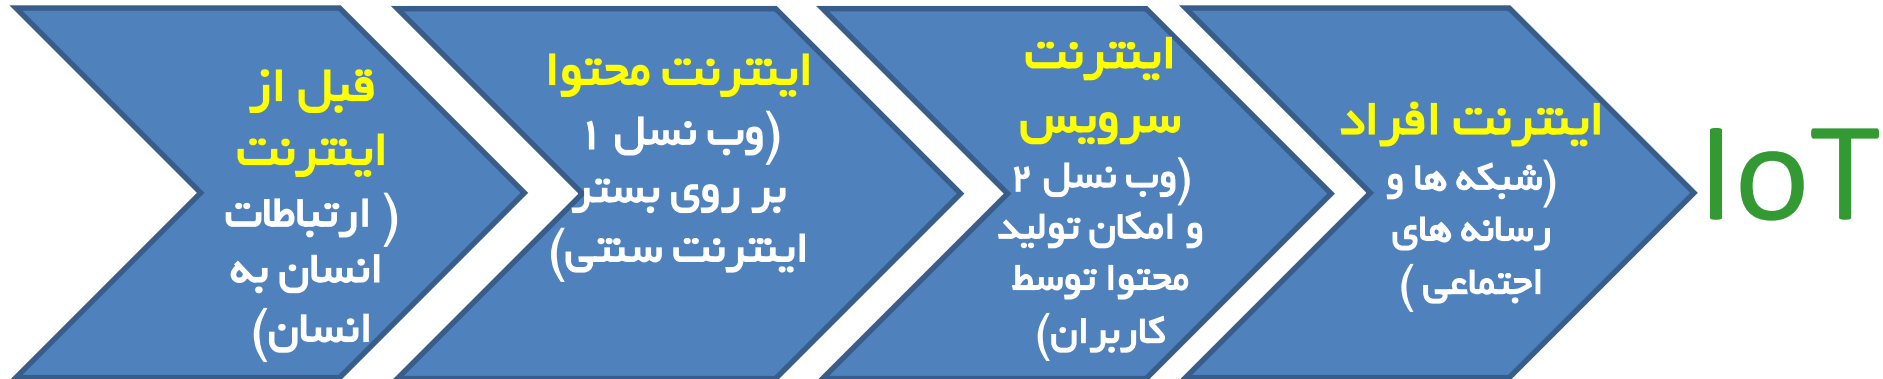 قبل از
اینترنت
( ارتباطات
انسان به
انسان)
اینترنت محتوا
(وب نسل ۱
بر روی بستر
اینترنت سنتی)
اینترنت
سرویس
(وب نسل ۲
و امکان تولید
محتوا توسط
کاربران)
اینترنت افراد
(شبکه ها و
رسانه های
اجتماعی )
IoT